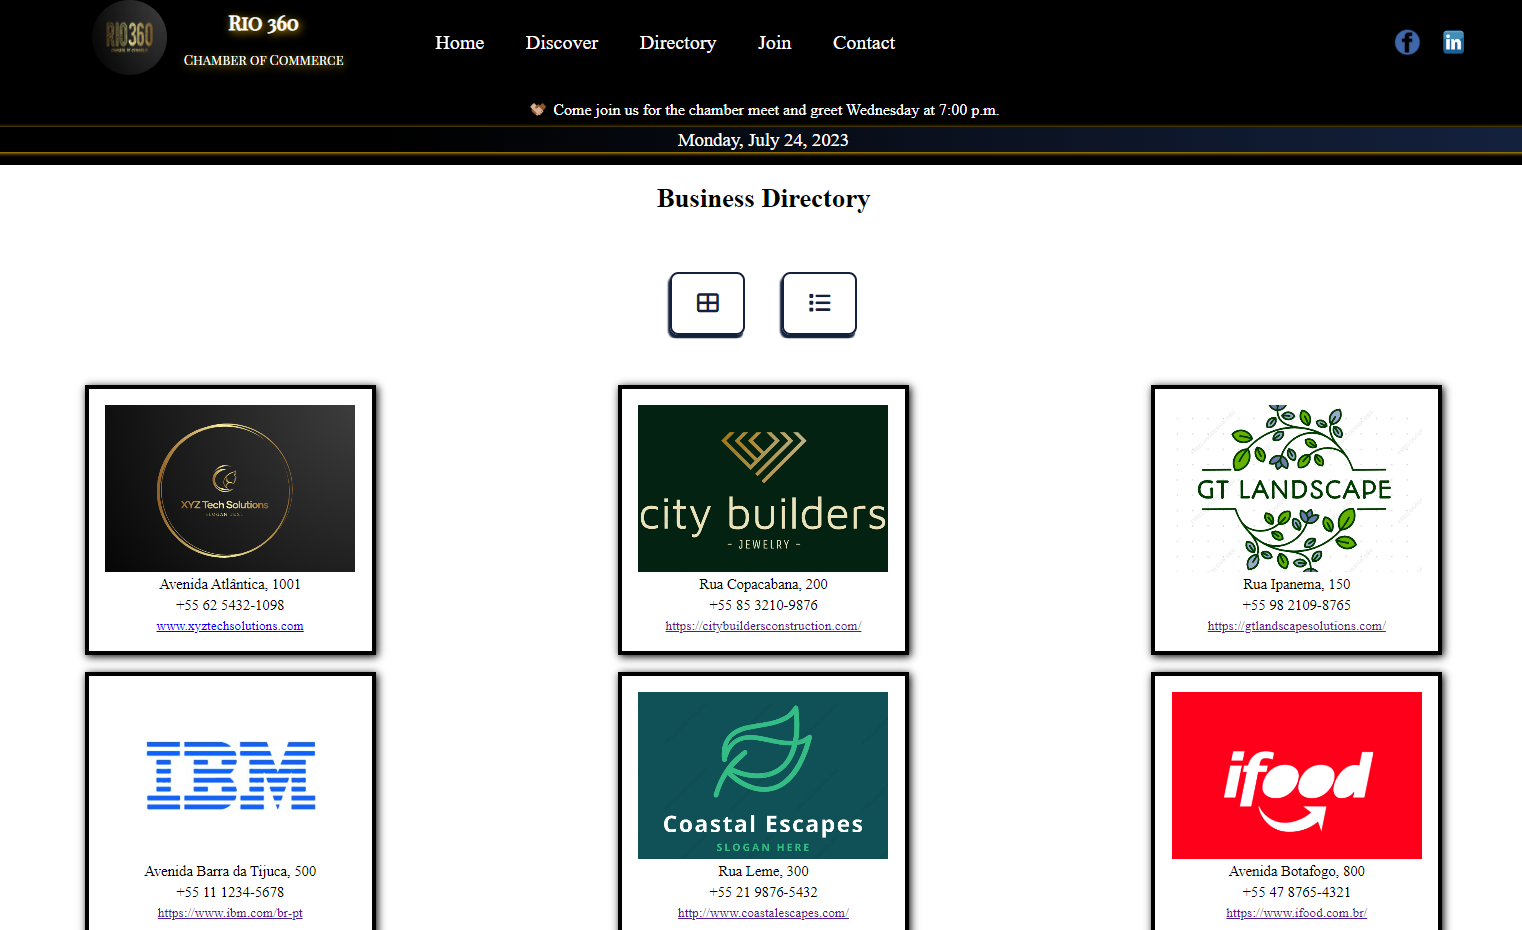 RIO360
Rio 360
Chamber of Commerce
Home
Discover
Directory
Join
Contact
Come join us for the chamber meet and greet Wednesday at 7:00 p.m.
Monday, July 24, 2023
Business Directory
XYZ Tech Solutions
SLOGAN HERE
Avenida Atlântica, 1001
+55 62 5432-1098
www.xyztechsolutions.com
city builders
- JEWELRY -
Rua Copacabana, 200
+55 85 3210-9876
https://citybuildersconstruction.com/
GT LANDSCAPE
Rua Ipanema, 150
+55 98 2109-8765
https://gtlandscapesolutions.com/
IBM
Avenida Barra da Tijuca, 500
+55 11 1234-5678
https://www.ibm.com/br-pt
Coastal Escapes
SLOGAN HERE
Rua Leme, 300
+55 21 9876-5432
http://www.coastalescapes.com/
ifood
Avenida Botafogo, 800
+55 47 8765-4321
https://www.ifood.com.br/